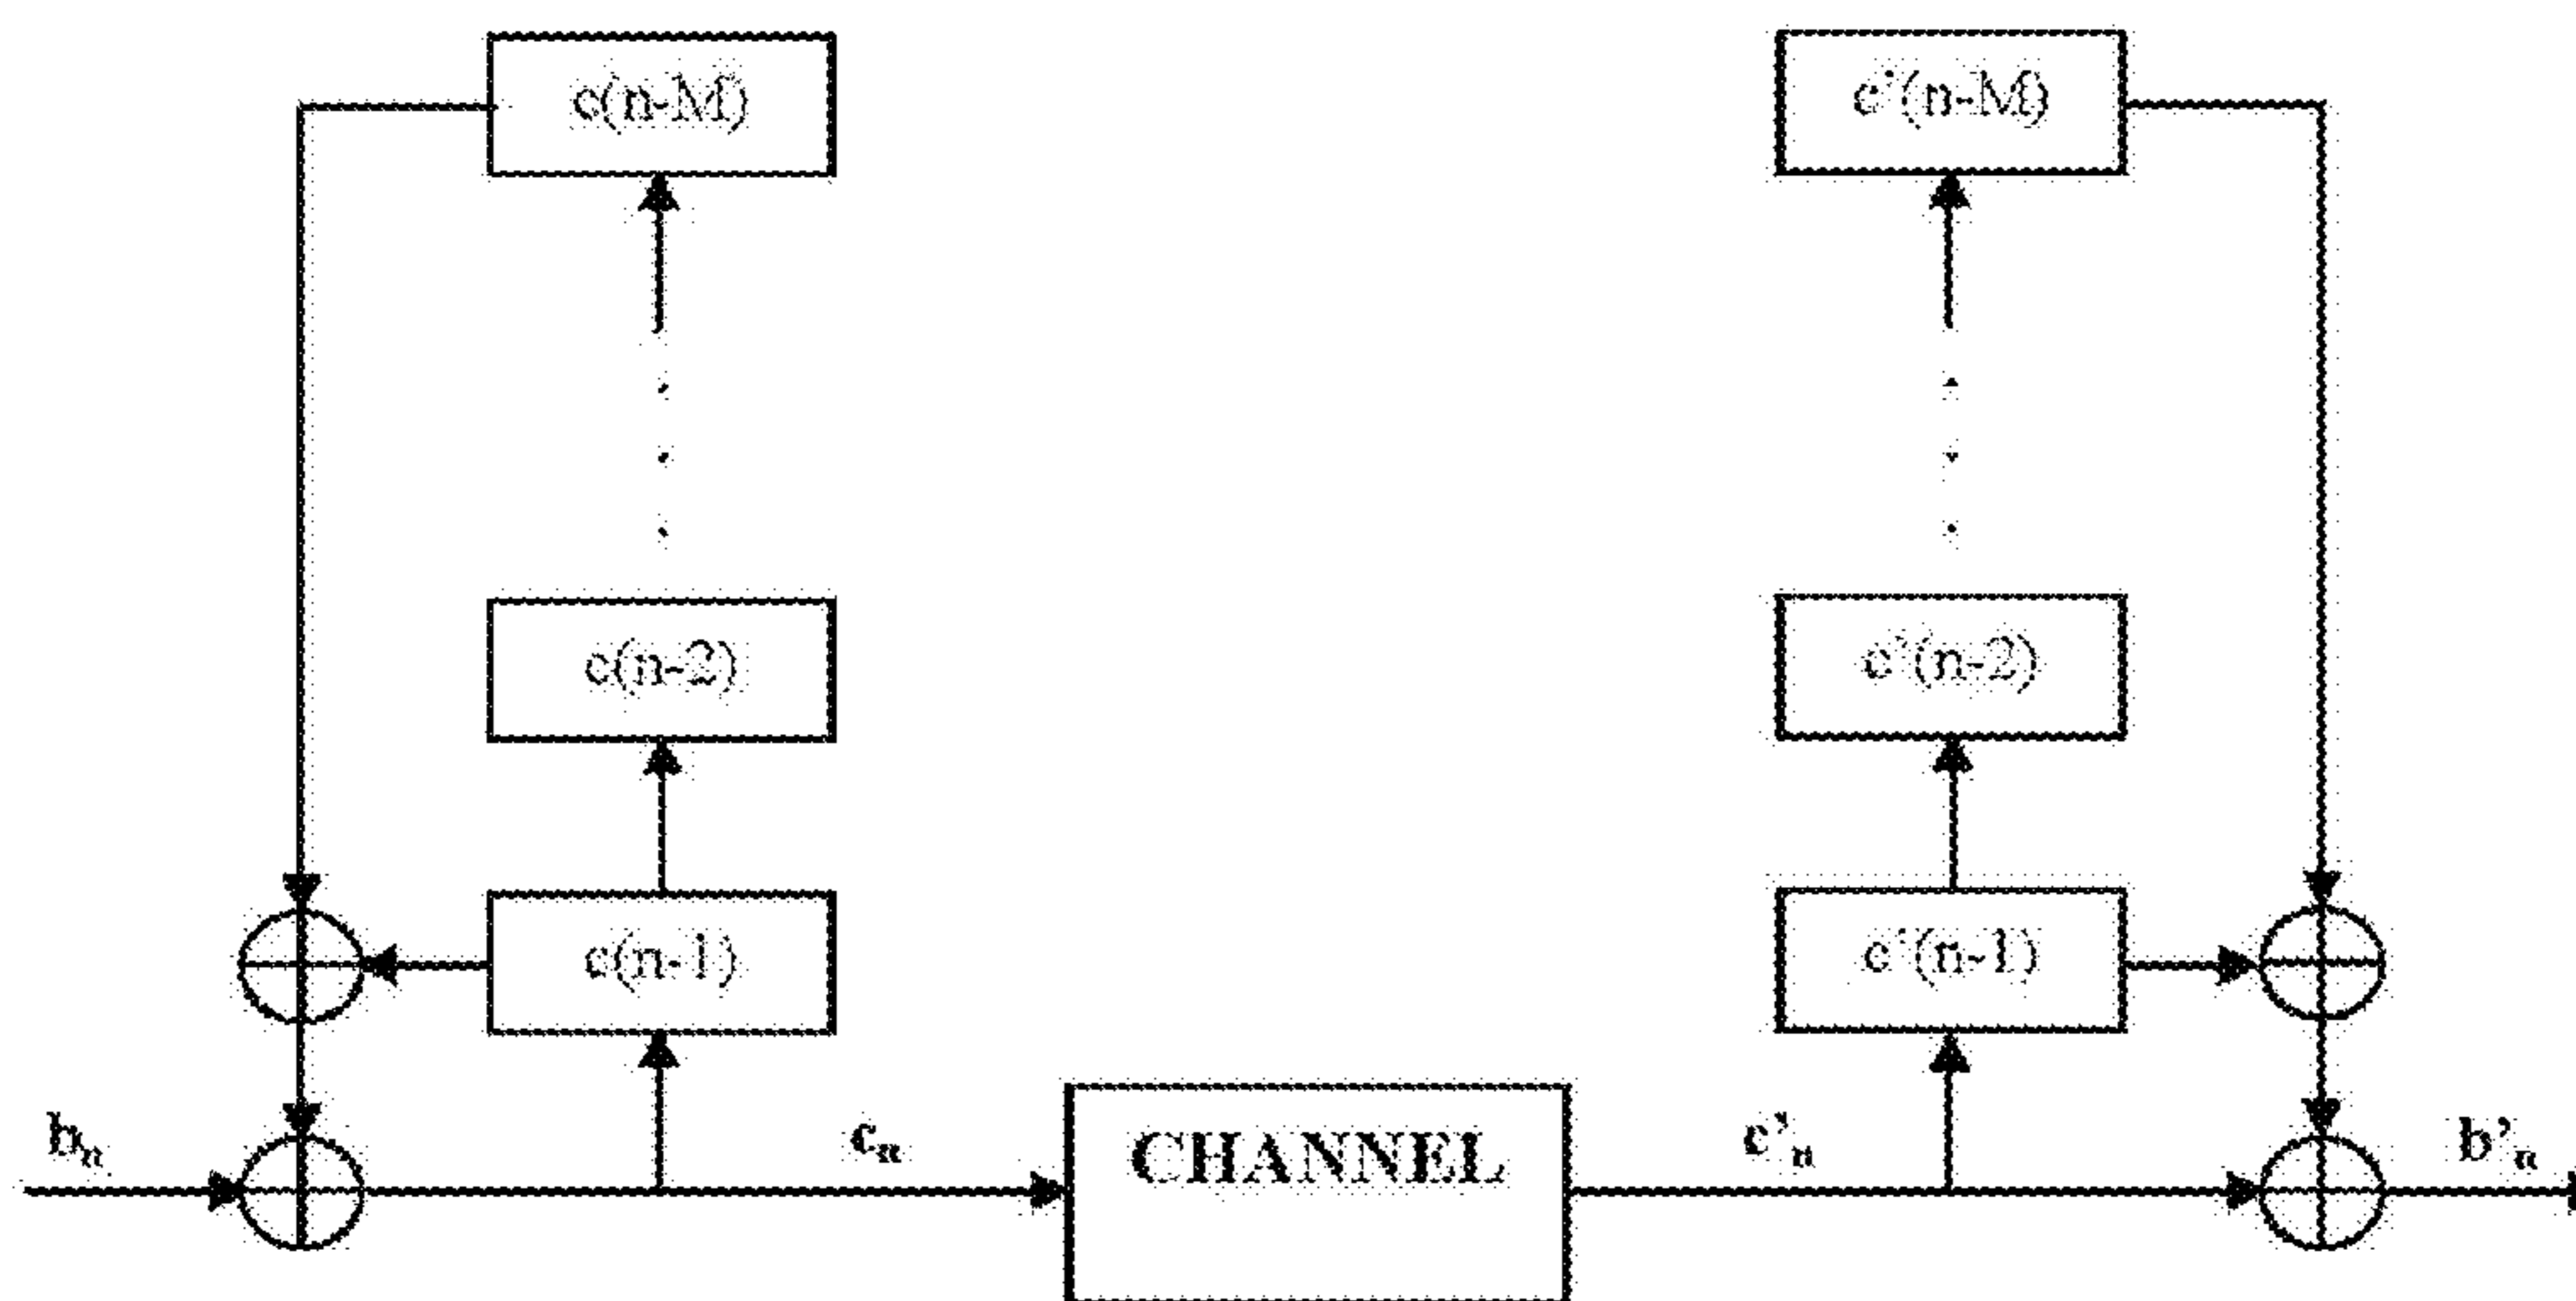 c(n-M)
c'(n-M)
c(n-2)
c'(n-2)
c(n-1)
c'(n-1)
bₙ
cₙ
CHANNEL
c'ₙ
b'ₙ